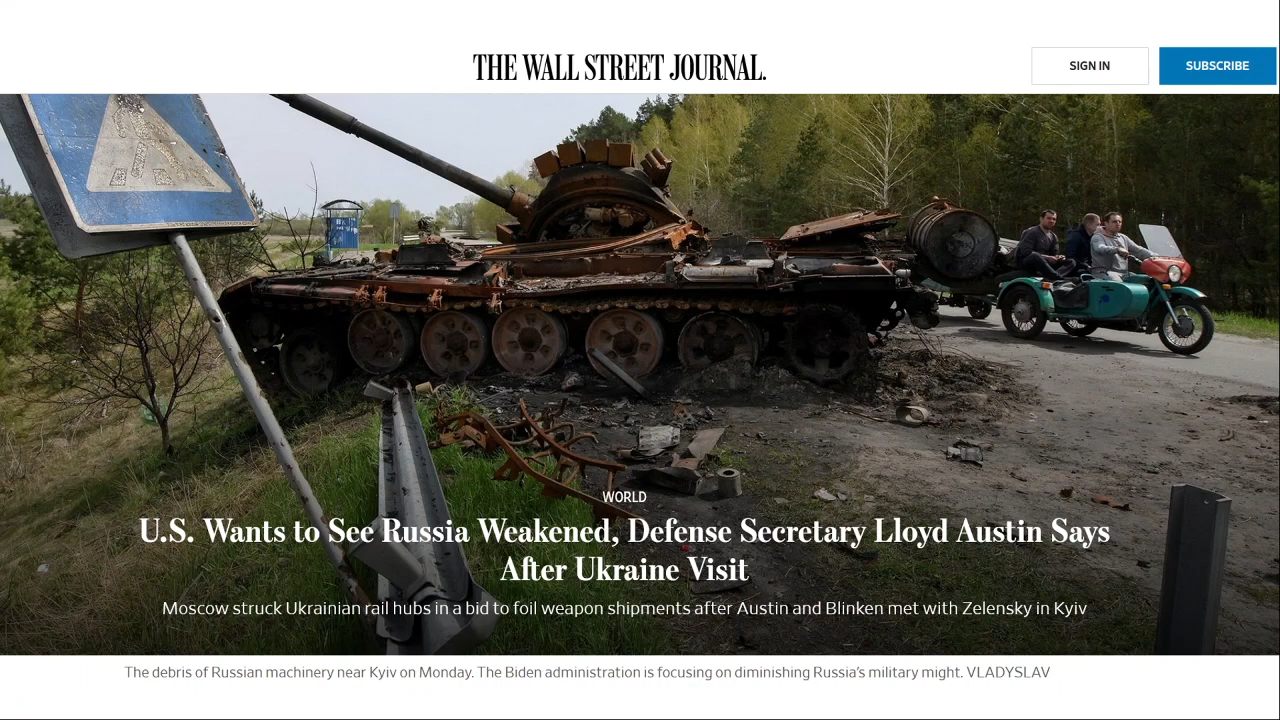 THE WALL STREET JOURNAL.
SIGN IN
SUBSCRIBE
WORLD
U.S. Wants to See Russia Weakened, Defense Secretary Lloyd Austin Says
After Ukraine Visit
Moscow struck Ukrainian rail hubs in a bid to foil weapon shipments after Austin and Blinken met with Zelensky in Kyiv
The debris of Russian machinery near Kyiv on Monday. The Biden administration is focusing on diminishing Russia's military might. VLADYSLAV